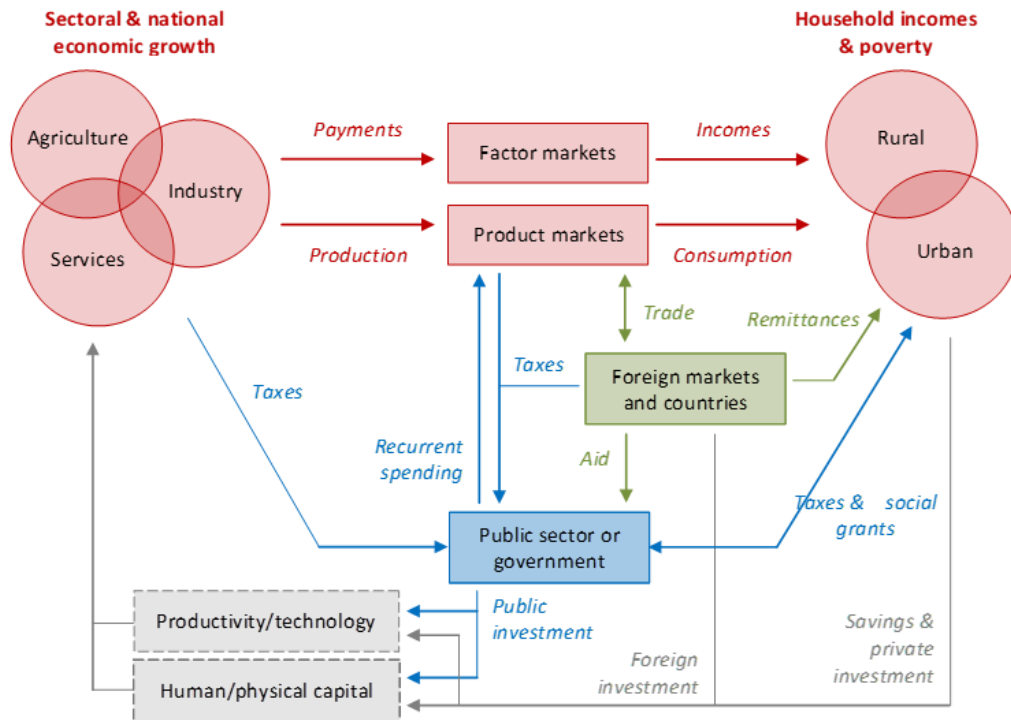 Sectoral & national
economic growth
Household incomes
& poverty
Agriculture
Industry
Services
Payments
Factor markets
Incomes
Rural
Production
Product markets
Consumption
Urban
Trade
Remittances
Taxes
Taxes
Foreign markets
and countries
Recurrent
spending
Aid
Taxes & social
grants
Public sector or
government
Productivity/technology
Public
investment
Human/physical capital
Foreign
investment
Savings &
private
investment